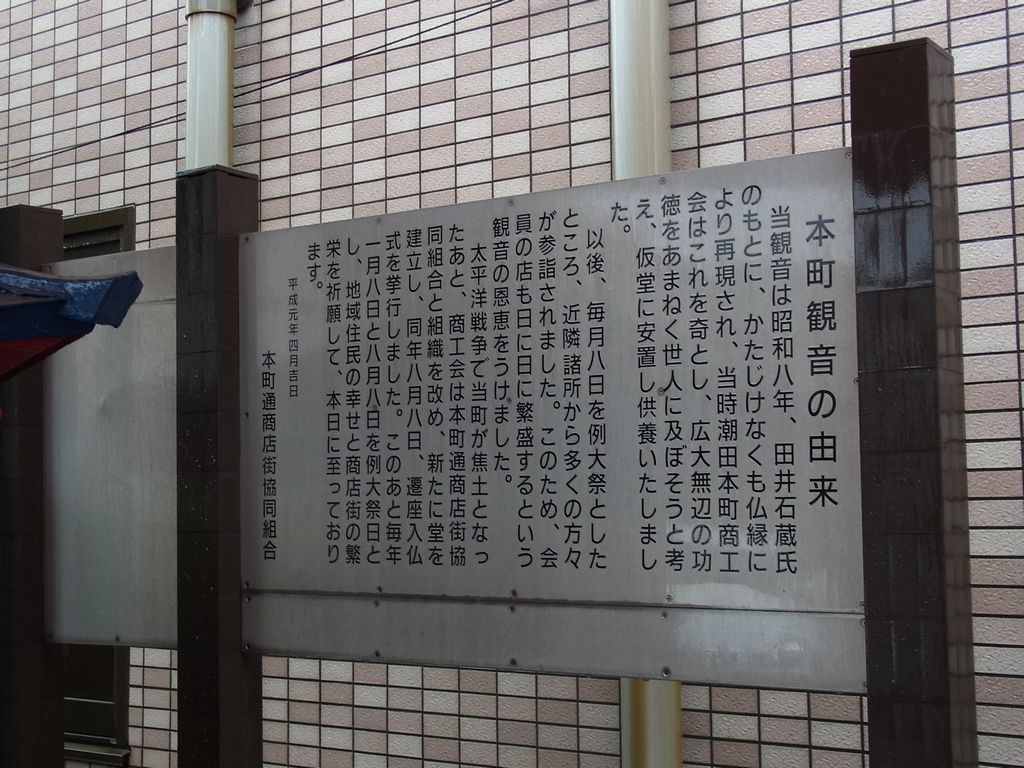 本町観音の由来
当観音は昭和八年、田井石蔵氏
のもとに、かたじけなくも仏縁に
より再現され、当時潮田本町商工
会はこれを奇とし、広大無辺の功
徳をあまねく世人に及ぼそうと考
え、仮堂に安置し供養いたしまし
た。
以後、毎月八日を例大祭とした
ところ、近隣諸所から多くの方々
が参詣されました。このため、会
員の店も日に日に繁盛するという
観音の恩恵をうけました。
太平洋戦争で当町が焦土となっ
たあと、商工会は本町通商店街協
同組合と組織を改め、新たに堂を
建立し、同年八月八日、遷座入仏
式を挙行しました。このあと毎年
一月八日と八月八日を例大祭日と
し、地域住民の幸せと商店街の繁
栄を祈願して、本日に至っており
ます。
平成元年四月吉日
本町通商店街協同組合